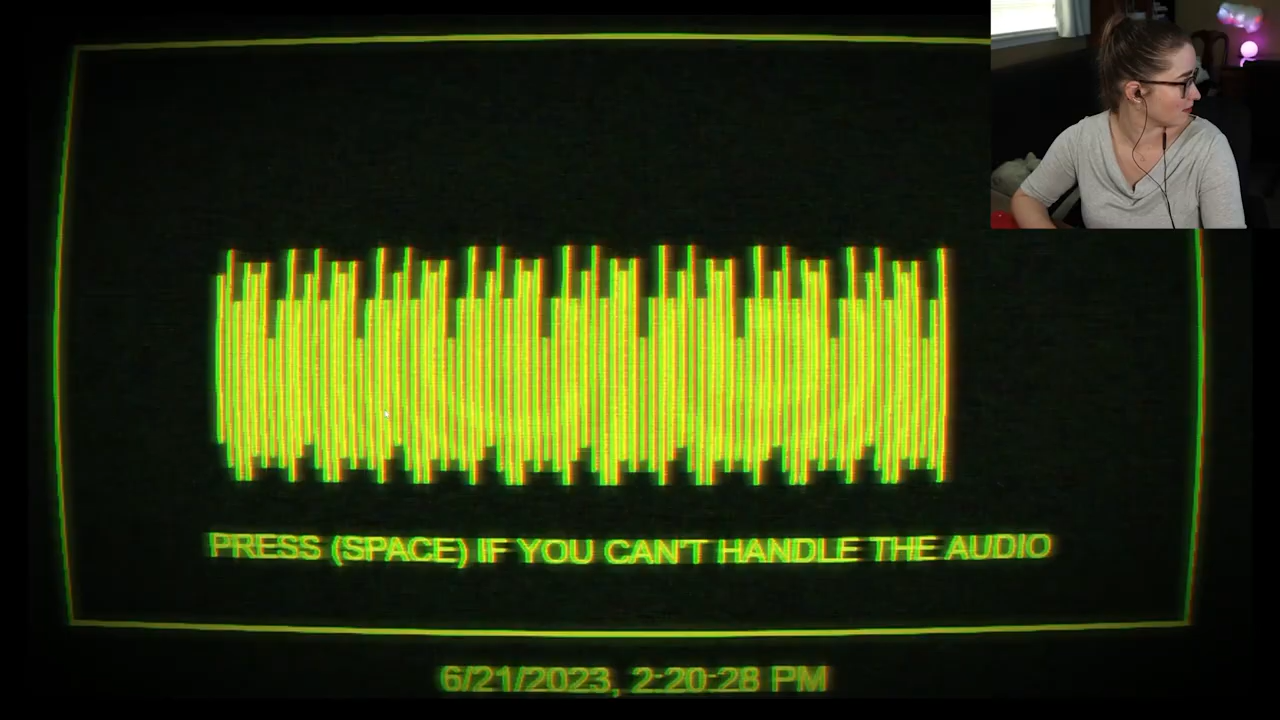 PRESS (SPACE) IF YOU CAN'T HANDLE THE AUDIO
6/21/2023, 2:20:28 PM